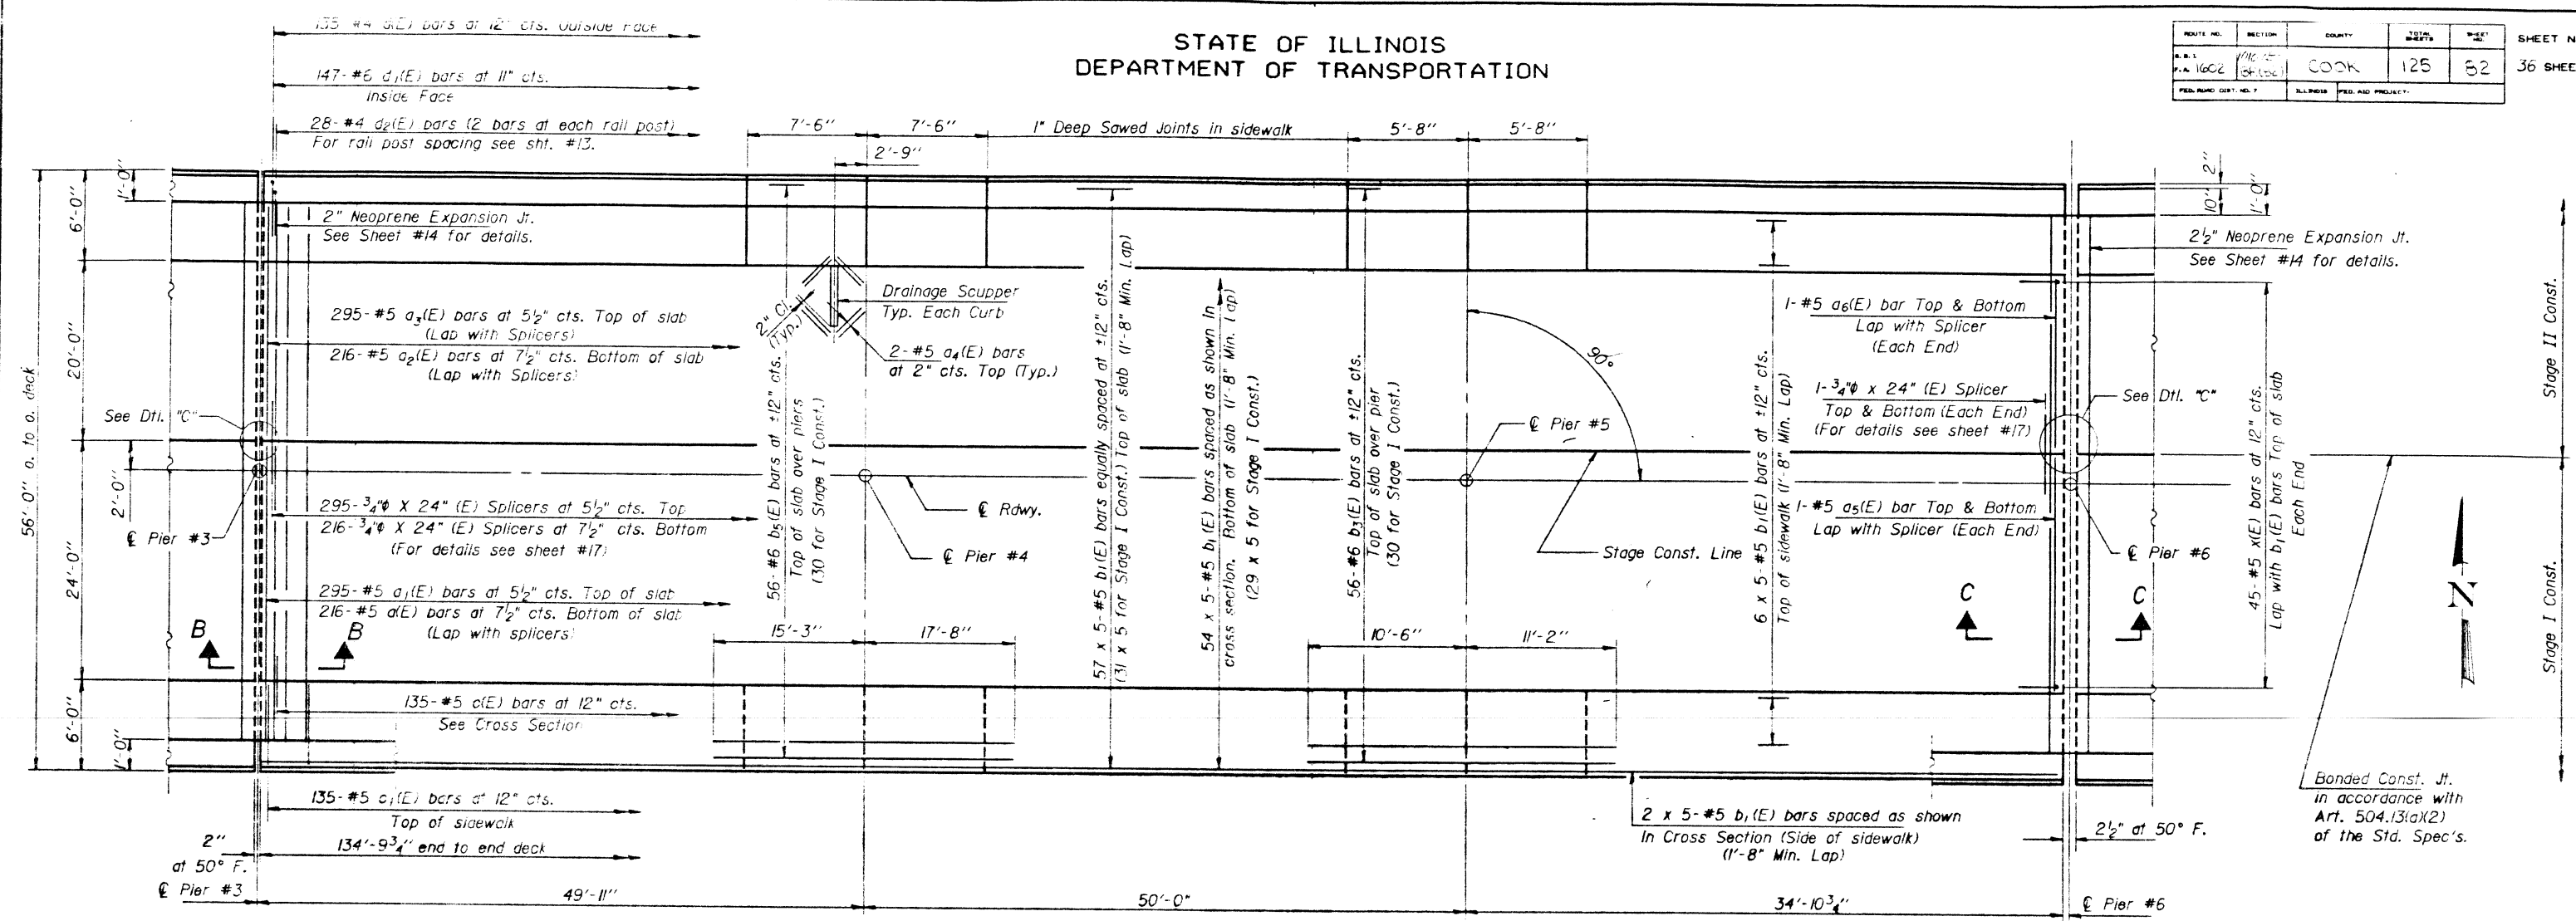 STATE OF ILLINOIS
DEPARTMENT OF TRANSPORTATION
ROUTE NO.
SECTION
COUNTY
TOTAL SHEETS
SHEET NO.
SHEET N
F.A. 1602
COOK
125
82
36 SHEE
FED. ROAD DIST. NO. 7
ILLINOIS
FED. AID PROJECT-
135 #4 d(E) bars at 12" cts. Outside Face
147-#6 d₁(E) bars at 11" cts.
Inside Face
28-#4 d₂(E) bars (2 bars at each rail post)
For rail post spacing see sht. #13.
7'-6"
7'-6"
1" Deep Sawed Joints in sidewalk
5'-8"
5'-8"
2'-9"
1'-0"
6'-0"
20'-0"
56'-0" o. to o. deck
2'-0"
24'-0"
6'-0"
1'-0"
2" Neoprene Expansion Jt.
See Sheet #14 for details.
295-#5 a₃(E) bars at 5½" cts. Top of slab
(Lap with Splicers)
216-#5 a₂(E) bars at 7½" cts. Bottom of slab
(Lap with Splicers)
See Dtl. "C"
℄ Pier #3
295-¾"φ X 24" (E) Splicers at 5½" cts. Top
216-¾"φ X 24" (E) Splicers at 7½" cts. Bottom
(For details see sheet #17)
295-#5 a₁(E) bars at 5½" cts. Top of slab
216-#5 a(E) bars at 7½" cts. Bottom of slab
(Lap with splicers)
B
B
135-#5 c(E) bars at 12" cts.
See Cross Section
135-#5 c₁(E) bars at 12" cts.
Top of sidewalk
2"
at 50° F.
134'-9¾" end to end deck
℄ Pier #3
2" Cl.
(Typ.)
Drainage Scupper
Typ. Each Curb
2-#5 a₄(E) bars
at 2" cts. Top (Typ.)
56-#6 b₅(E) bars at ±12" cts.
Top of slab over piers
(30 for Stage I Const.)
℄ Rdwy.
℄ Pier #4
15'-3"
17'-8"
57 x 5-#5 b₁(E) bars equally spaced at ±12" cts.
(31 x 5 for Stage I Const.) Top of slab (1'-8" Min. Lap)
54 x 5-#5 b₁(E) bars spaced as shown In
cross section. Bottom of slab (1'-8" Min. Lap)
(29 x 5 for Stage I Const.)
56-#6 b₃(E) bars at ±12" cts.
Top of slab over pier
(30 for Stage I Const.)
90°
℄ Pier #5
Stage Const. Line
10'-6"
11'-2"
6 x 5-#5 b₁(E) bars at ±12" cts.
Top of sidewalk (1'-8" Min. Lap)
1-#5 a₆(E) bar Top & Bottom
Lap with Splicer
(Each End)
1-¾"φ x 24" (E) Splicer
Top & Bottom (Each End)
(For details see sheet #17)
1-#5 a₅(E) bar Top & Bottom
Lap with Splicer (Each End)
C
C
2"
10"
1'-0"
2½" Neoprene Expansion Jt.
See Sheet #14 for details.
See Dtl. "C"
℄ Pier #6
45-#5 x(E) bars at 12" cts.
Lap with b₁(E) bars Top of slab
Each End
N
Stage II Const.
Stage I Const.
Bonded Const. Jt.
in accordance with
Art. 504.13(a)(2)
of the Std. Spec's.
2 x 5-#5 b₁(E) bars spaced as shown
In Cross Section (Side of sidewalk)
(1'-8" Min. Lap)
2½" at 50° F.
49'-11"
50'-0"
34'-10¾"
℄ Pier #6